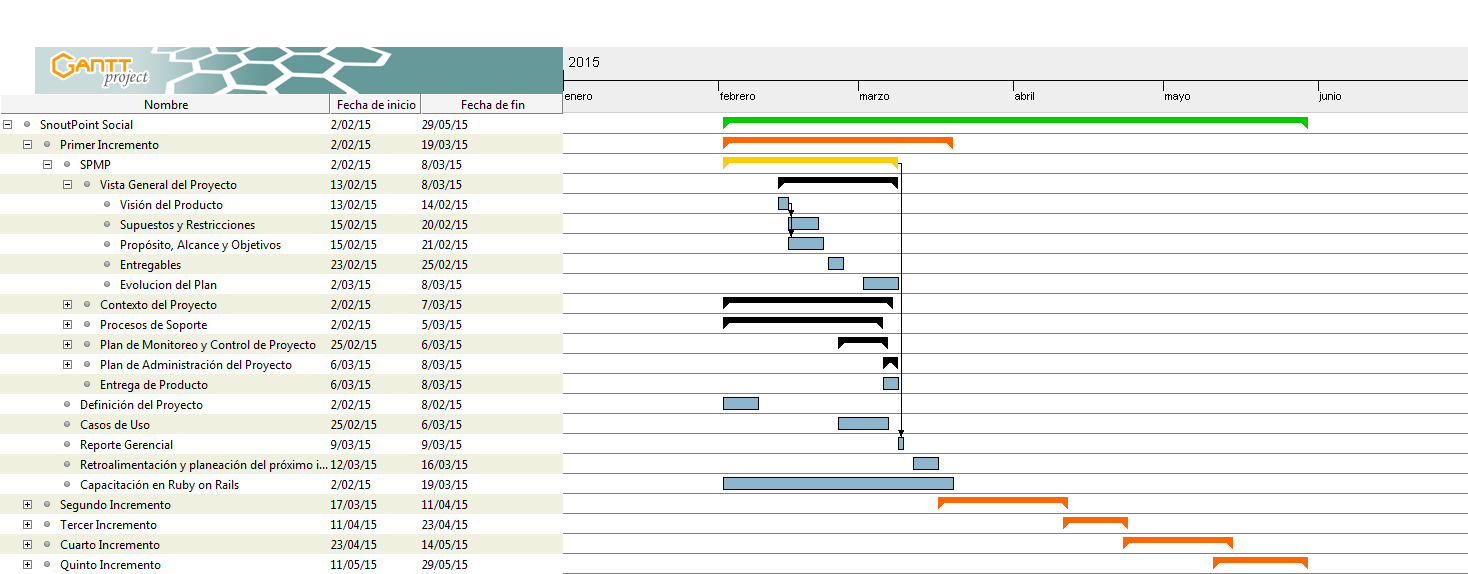 GANTT
project
2015
Nombre Fecha de inicio Fecha de fin enero febrero marzo abril mayo junio
SnoutPoint Social 2/02/15 29/05/15
Primer Incremento 2/02/15 19/03/15
SPMP 2/02/15 8/03/15
Vista General del Proyecto 13/02/15 8/03/15
Visión del Producto 13/02/15 14/02/15
Supuestos y Restricciones 15/02/15 20/02/15
Propósito, Alcance y Objetivos 15/02/15 21/02/15
Entregables 23/02/15 25/02/15
Evolucion del Plan 2/03/15 8/03/15
Contexto del Proyecto 2/02/15 7/03/15
Procesos de Soporte 2/02/15 5/03/15
Plan de Monitoreo y Control de Proyecto 25/02/15 6/03/15
Plan de Administración del Proyecto 6/03/15 8/03/15
Entrega de Producto 6/03/15 8/03/15
Definición del Proyecto 2/02/15 8/02/15
Casos de Uso 25/02/15 6/03/15
Reporte Gerencial 9/03/15 9/03/15
Retroalimentación y planeación del próximo i... 12/03/15 16/03/15
Capacitación en Ruby on Rails 2/02/15 19/03/15
Segundo Incremento 17/03/15 11/04/15
Tercer Incremento 11/04/15 23/04/15
Cuarto Incremento 23/04/15 14/05/15
Quinto Incremento 11/05/15 29/05/15